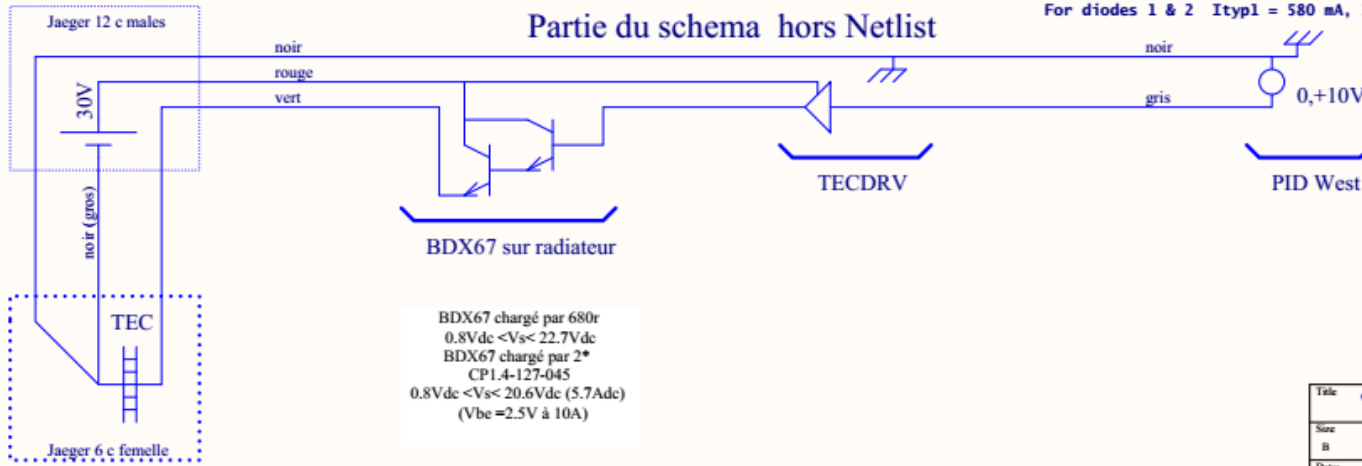 Jaeger 12 c males
Partie du schema hors Netlist
For diodes 1 & 2 Itypl = 580 mA,
noir
noir
rouge
vert
gris
30V
0,+10V
TECDRV
PID West
noir (gros)
BDX67 sur radiateur
TEC
BDX67 chargé par 680r
0.8Vdc <Vs< 22.7Vdc
BDX67 chargé par 2*
CP1.4-127-045
0.8Vdc <Vs< 20.6Vdc (5.7Adc)
(Vbe =2.5V à 10A)
Jaeger 6 c femelle
Title
Size
B